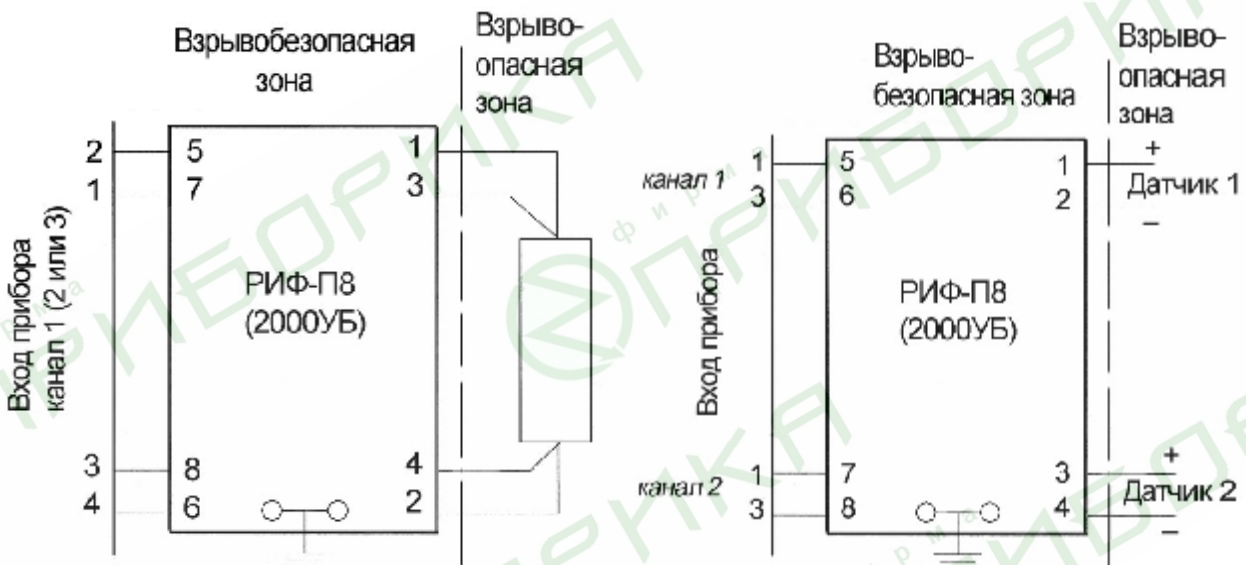 Взрывобезопасная
зона
Взрыво-
опасная
зона
2
1
3
4
Вход прибора
канал 1 (2 или 3)
5
7
8
6
1
3
4
2
РИФ-П8
(2000УБ)
Взрыво-
безопасная зона
Взрыво-
опасная
зона
канал 1
1
3
Вход прибора
канал 2
1
3
5
6
7
8
1
2
3
4
РИФ-П8
(2000УБ)
+
Датчик 1
–
+
Датчик 2
–
фирма
ПРИБОРИКА